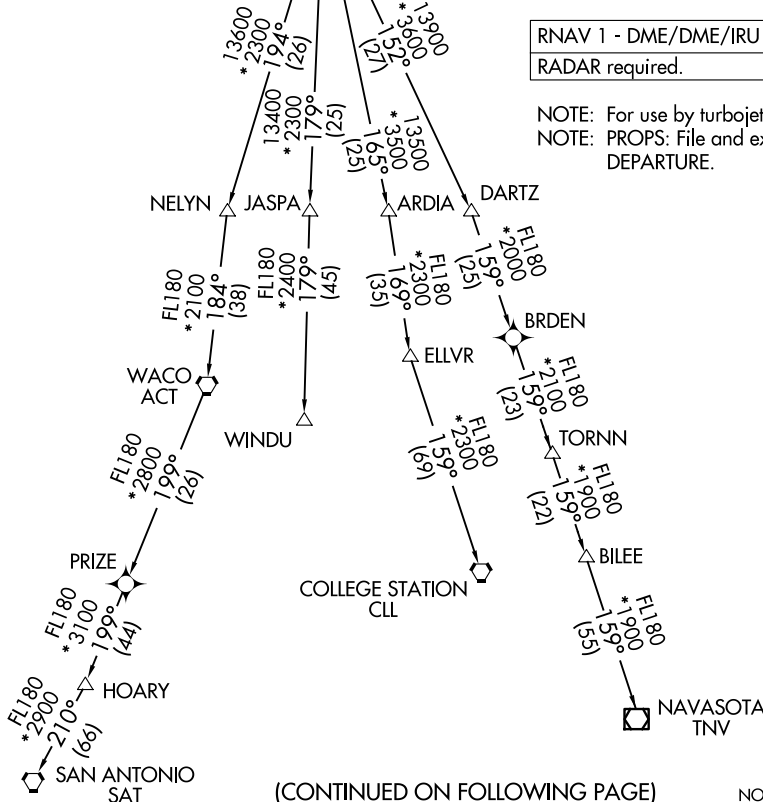 13600
*2300
194°
(26)
13400
*2300
179°
(25)
13500
*3500
165°
(25)
13900
*3600
152°
(27)
RNAV 1 - DME/DME/IRU
RADAR required.
NOTE: For use by turbojet
NOTE: PROPS: File and ex
DEPARTURE.
NELYN
JASPA
ARDIA
DARTZ
FL180
*2100
184°
(38)
FL180
*2400
179°
(45)
FL180
*2300
169°
(35)
FL180
*2000
159°
(25)
BRDEN
ELLVR
WACO
ACT
WINDU
FL180
*2100
159°
(23)
TORNN
FL180
*2800
199°
(26)
FL180
*2300
159°
(69)
FL180
*1900
159°
(22)
BILEE
PRIZE
COLLEGE STATION
CLL
FL180
*3100
199°
(44)
FL180
*1900
159°
(55)
HOARY
NAVASOTA
TNV
FL180
*2900
210°
(66)
SAN ANTONIO
SAT
(CONTINUED ON FOLLOWING PAGE)
NO